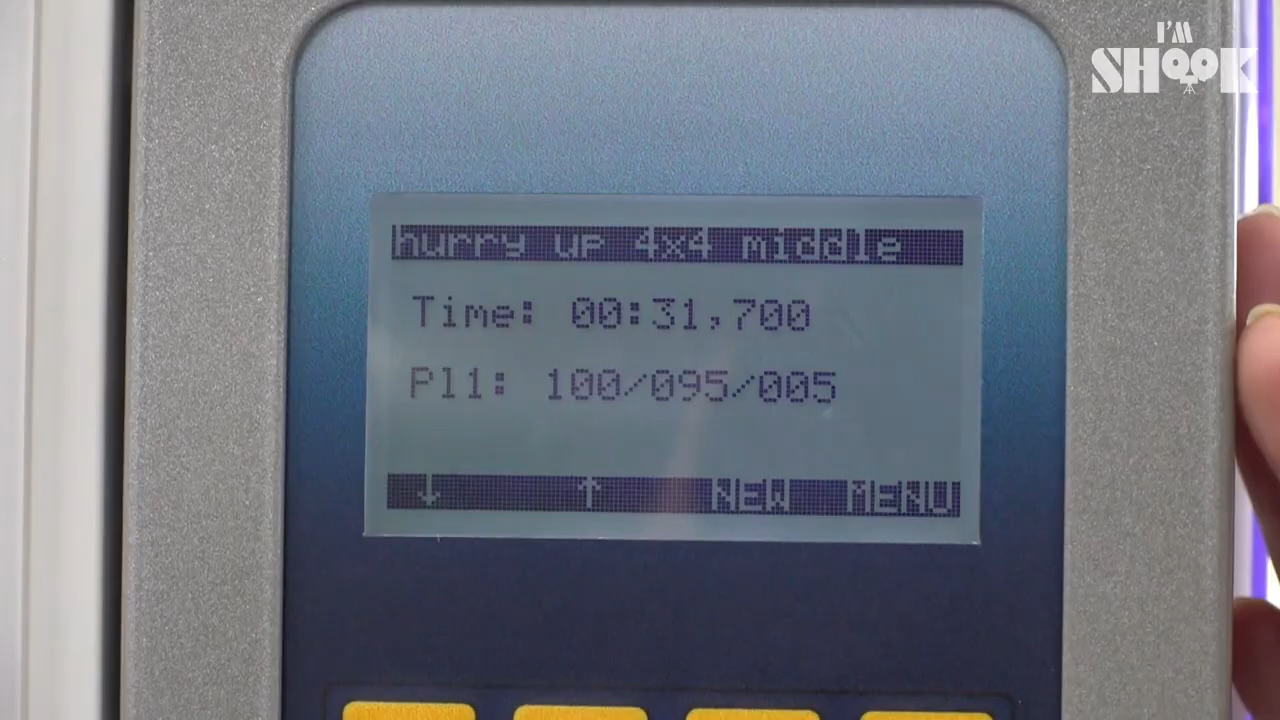 I'M
SHOOK
hurry up 4x4 middle
Time: 00:31,700
Pl1: 100/095/005
↓ ↑ NEW MENU